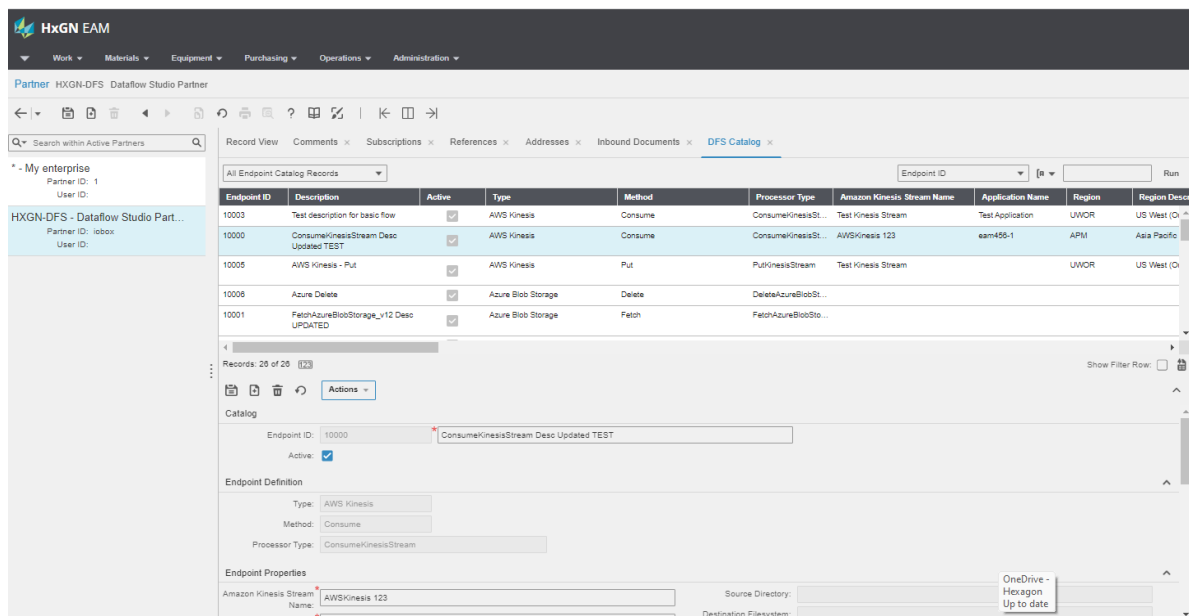 HxGN EAM
Work Materials Equipment Purchasing Operations Administration
Partner HXGN-DFS Dataflow Studio Partner
Search within Active Partners
* - My enterprise
Partner ID: 1
User ID:
HXGN-DFS - Dataflow Studio Part...
Partner ID: iobox
User ID:
Record View Comments × Subscriptions × References × Addresses × Inbound Documents × DFS Catalog ×
All Endpoint Catalog Records Endpoint ID Run
Endpoint ID Description Active Type Method Processor Type Amazon Kinesis Stream Name Application Name Region Region Descr
10003 Test description for basic flow AWS Kinesis Consume ConsumeKinesisSt... Test Kinesis Stream Test Application UWOR US West (Or
10000 ConsumeKinesisStream Desc AWS Kinesis Consume ConsumeKinesisSt... AWSKinesis 123 eam456-1 APM Asia Pacific
Updated TEST
10005 AWS Kinesis - Put AWS Kinesis Put PutKinesisStream Test Kinesis Stream UWOR US West (Or
10006 Azure Delete Azure Blob Storage Delete DeleteAzureBlobSt...
10001 FetchAzureBlobStorage_v12 Desc Azure Blob Storage Fetch FetchAzureBlobSto...
UPDATED
Records: 26 of 26 123 Show Filter Row:
Actions
Catalog
Endpoint ID: 10000 * ConsumeKinesisStream Desc Updated TEST
Active:
Endpoint Definition
Type: AWS Kinesis
Method: Consume
Processor Type: ConsumeKinesisStream
Endpoint Properties
Amazon Kinesis Stream Name: * AWSKinesis 123 Source Directory:
Destination Filesystem:
OneDrive -
Hexagon
Up to date